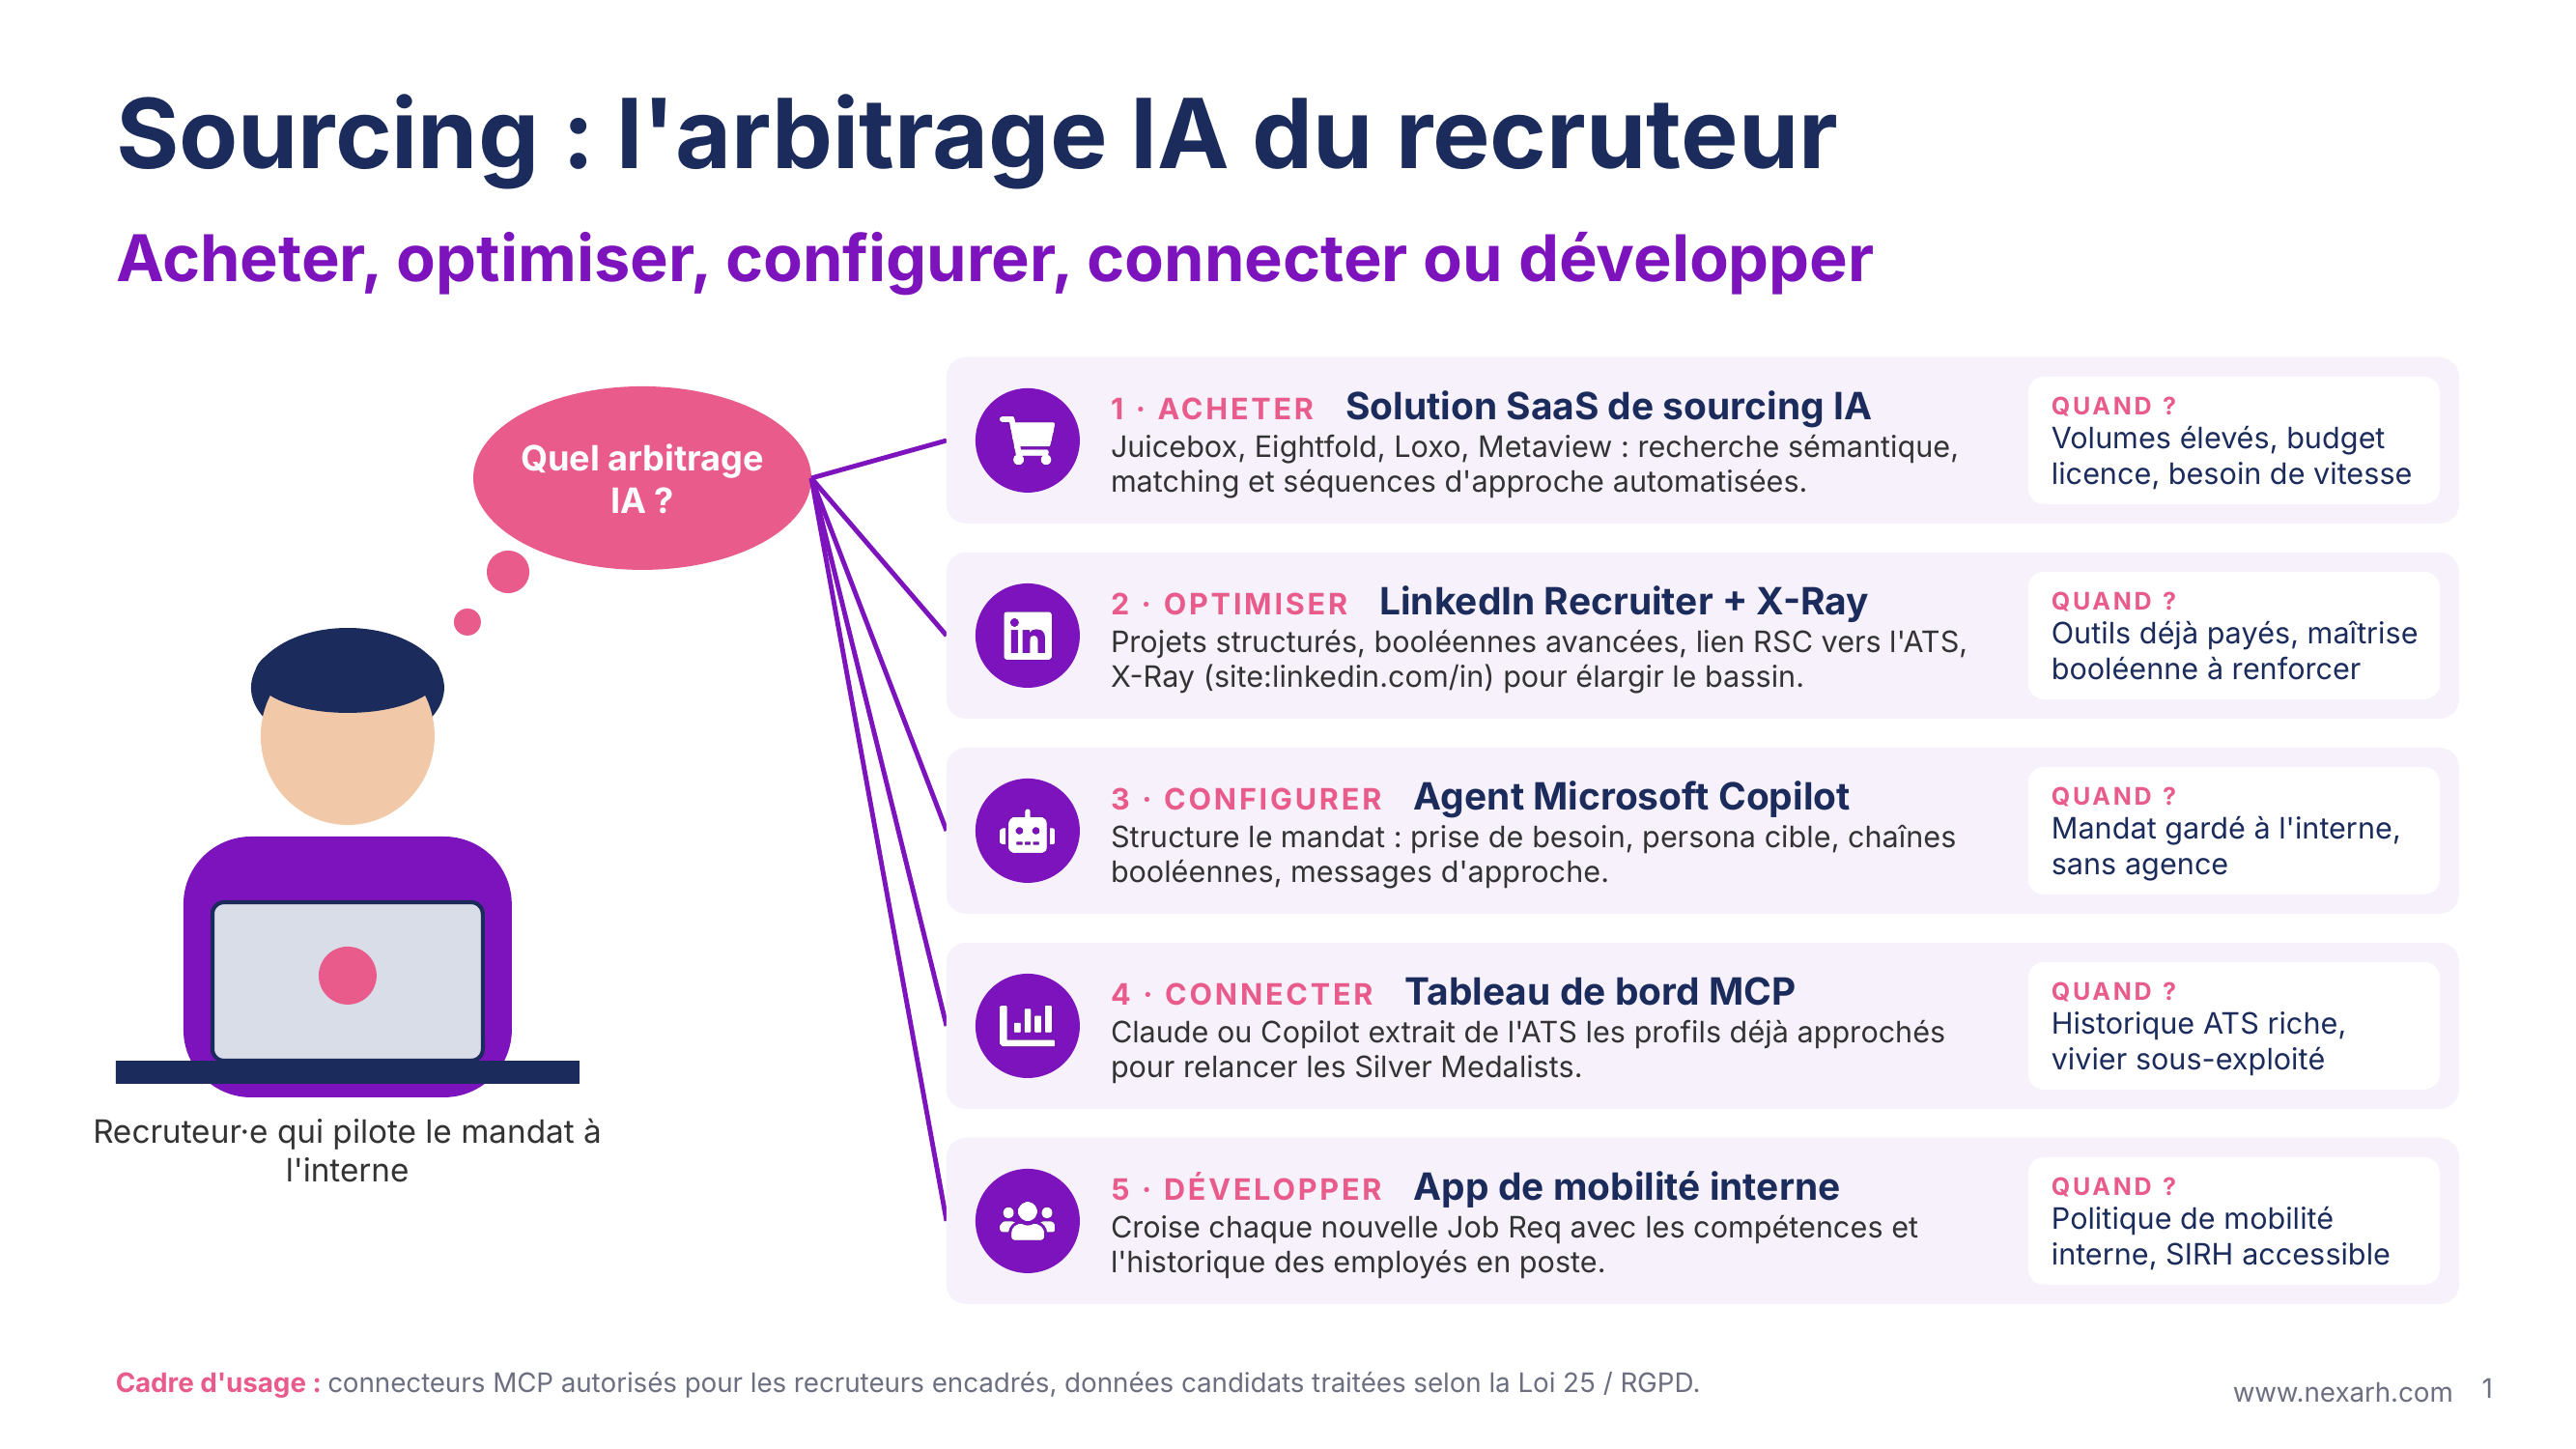 Sourcing : l'arbitrage IA du recruteur
Acheter, optimiser, configurer, connecter ou développer
Quel arbitrage
IA ?
Recruteur·e qui pilote le mandat à
l'interne
1 · ACHETER Solution SaaS de sourcing IA
Juicebox, Eightfold, Loxo, Metaview : recherche sémantique,
matching et séquences d'approche automatisées.
QUAND ?
Volumes élevés, budget
licence, besoin de vitesse
in
2 · OPTIMISER LinkedIn Recruiter + X-Ray
Projets structurés, booléennes avancées, lien RSC vers l'ATS,
X-Ray (site:linkedin.com/in) pour élargir le bassin.
QUAND ?
Outils déjà payés, maîtrise
booléenne à renforcer
3 · CONFIGURER Agent Microsoft Copilot
Structure le mandat : prise de besoin, persona cible, chaînes
booléennes, messages d'approche.
QUAND ?
Mandat gardé à l'interne,
sans agence
4 · CONNECTER Tableau de bord MCP
Claude ou Copilot extrait de l'ATS les profils déjà approchés
pour relancer les Silver Medalists.
QUAND ?
Historique ATS riche,
vivier sous-exploité
5 · DÉVELOPPER App de mobilité interne
Croise chaque nouvelle Job Req avec les compétences et
l'historique des employés en poste.
QUAND ?
Politique de mobilité
interne, SIRH accessible
Cadre d'usage : connecteurs MCP autorisés pour les recruteurs encadrés, données candidats traitées selon la Loi 25 / RGPD.
www.nexarh.com 1